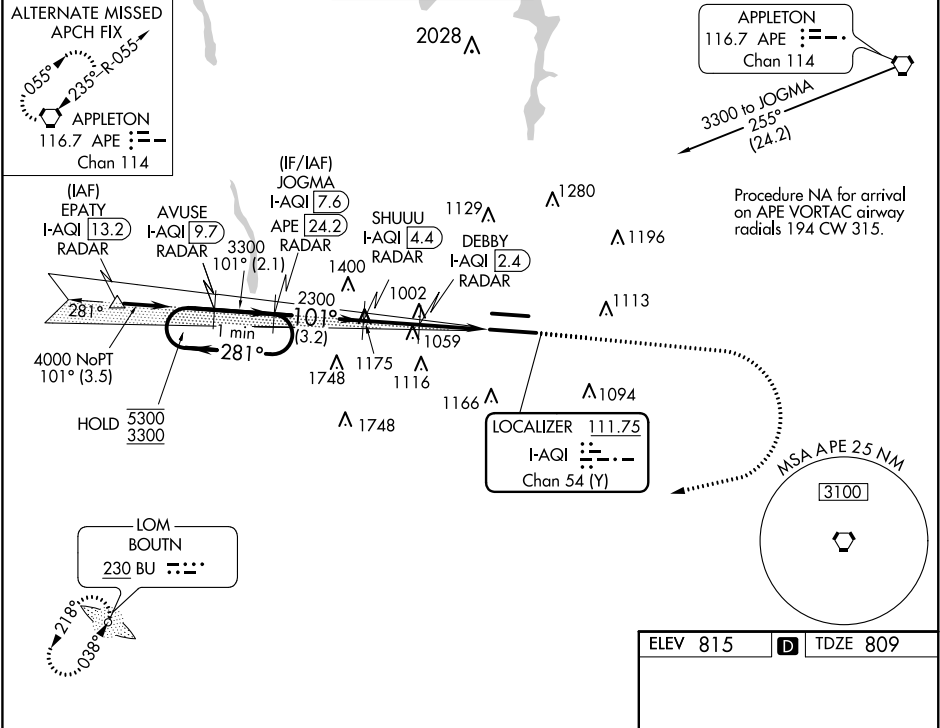 ALTERNATE MISSED
APCH FIX
055°
235°
R-055
APPLETON
116.7 APE
Chan 114
2028
APPLETON
116.7 APE
Chan 114
3300 to JOGMA
255°
(24.2)
Procedure NA for arrival
on APE VORTAC airway
radials 194 CW 315.
(IAF)
EPATY
I-AQI 13.2
RADAR
AVUSE
I-AQI 9.7
RADAR
3300
101° (2.1)
(IF/IAF)
JOGMA
I-AQI 7.6
APE 24.2
RADAR
SHUUU
I-AQI 4.4
RADAR
DEBBY
I-AQI 2.4
RADAR
1129
1280
1196
1400
1002
1113
281°
2300
101°
(3.2)
1 min
281°
1059
4000 NoPT
101° (3.5)
1748
1175
1116
HOLD 5300
3300
1166
1094
1748
LOCALIZER 111.75
I-AQI
Chan 54 (Y)
MSA APE 25 NM
3100
LOM
BOUTN
230 BU
218°
038°
ELEV 815 D TDZE 809